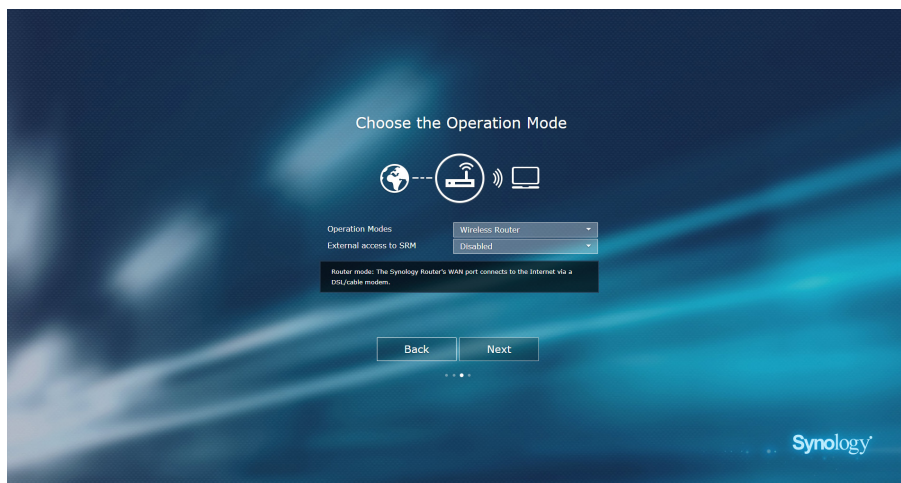 Choose the Operation Mode
Operation Modes
Wireless Router
External access to SRM
Disabled
Router mode: The Synology Router's WAN port connects to the Internet via a
DSL/cable modem.
Back
Next
Synology